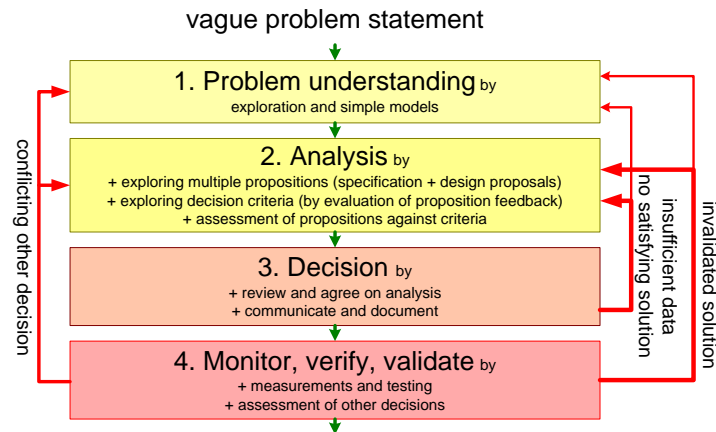 vague problem statement
1. Problem understanding by
exploration and simple models
2. Analysis by
+ exploring multiple propositions (specification + design proposals)
+ exploring decision criteria (by evaluation of proposition feedback)
+ assessment of propositions against criteria
3. Decision by
+ review and agree on analysis
+ communicate and document
4. Monitor, verify, validate by
+ measurements and testing
+ assessment of other decisions
conflicting other
decision
insufficient data
no satisfying solution
invalidated solution